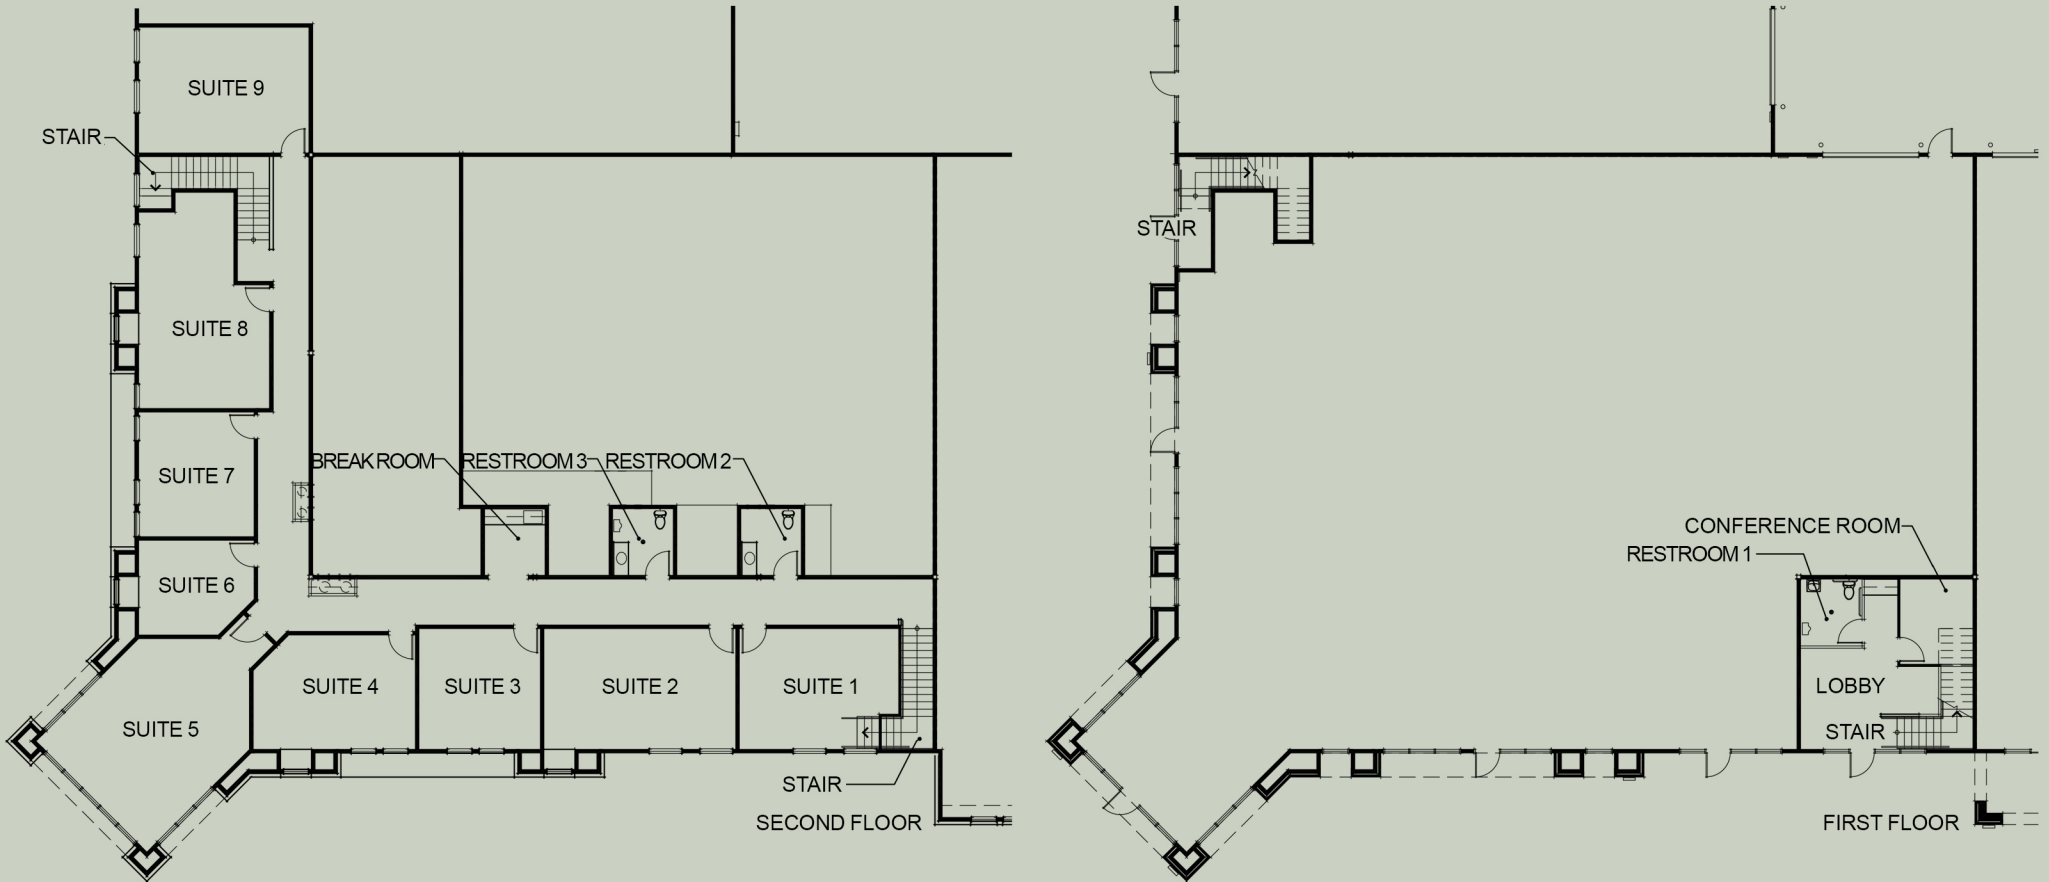 SUITE 9
STAIR
SUITE 8
SUITE 7
BREAK ROOM
RESTROOM 3
RESTROOM 2
SUITE 6
SUITE 5
SUITE 4
SUITE 3
SUITE 2
SUITE 1
STAIR
SECOND FLOOR
STAIR
CONFERENCE ROOM
RESTROOM 1
LOBBY
STAIR
FIRST FLOOR